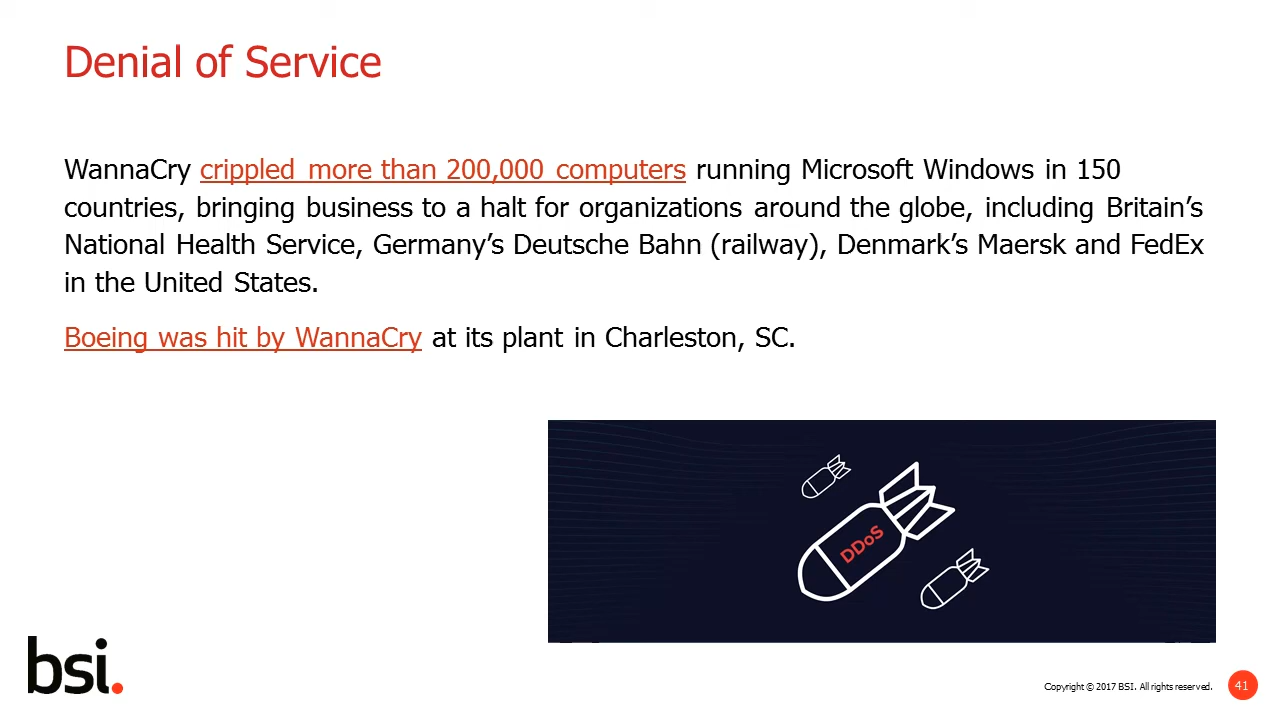 Denial of Service
WannaCry crippled more than 200,000 computers running Microsoft Windows in 150
countries, bringing business to a halt for organizations around the globe, including Britain’s
National Health Service, Germany’s Deutsche Bahn (railway), Denmark’s Maersk and FedEx
in the United States.
Boeing was hit by WannaCry at its plant in Charleston, SC.
DDoS
bsi.
Copyright © 2017 BSI. All rights reserved.
41